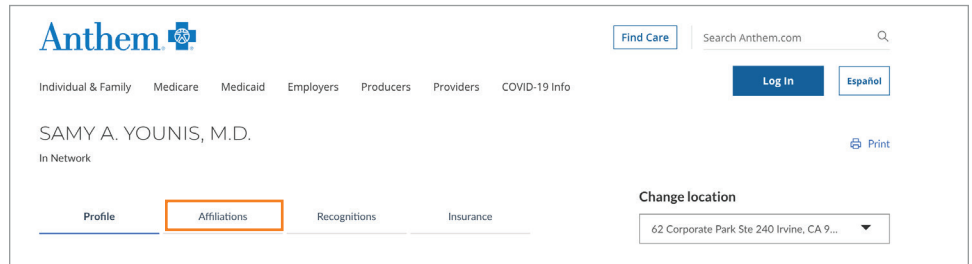 Anthem
Find Care
Search Anthem.com
Individual & Family Medicare Medicaid Employers Producers Providers COVID-19 Info
Log In
Español
SAMY A. YOUNIS, M.D.
Print
In Network
Change location
Profile Affiliations Recognitions Insurance
62 Corporate Park Ste 240 Irvine, CA 9...